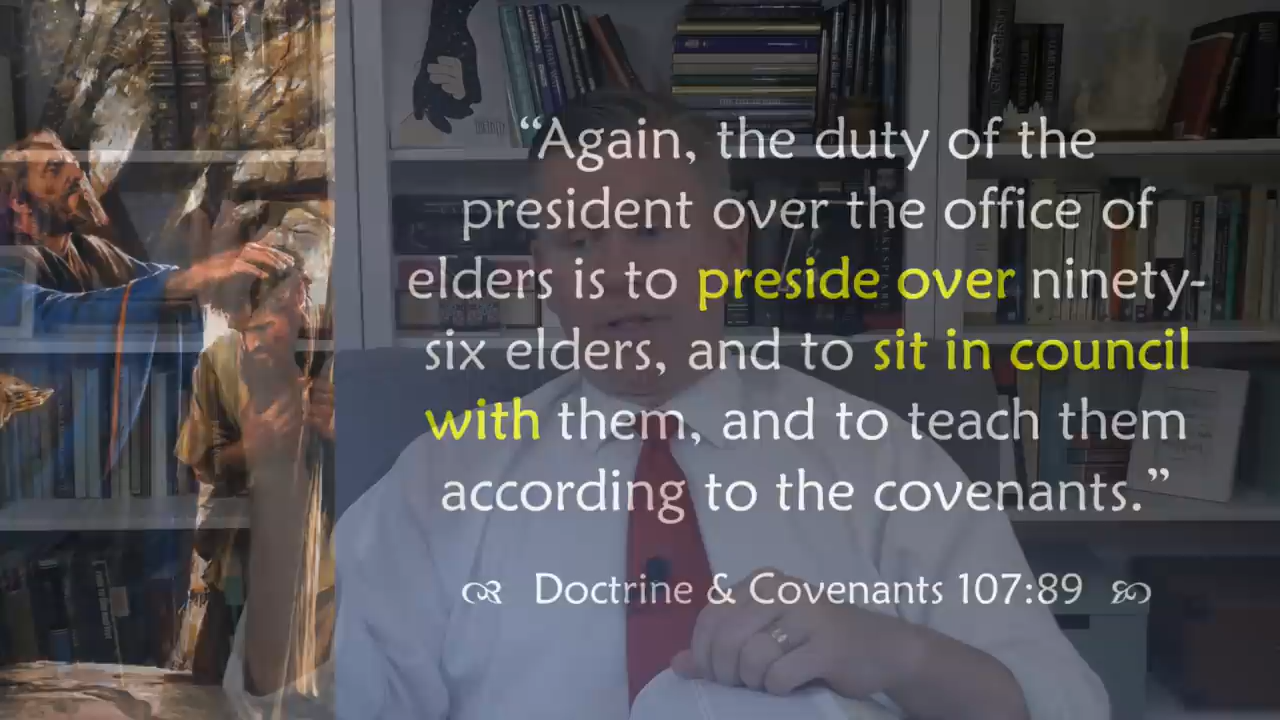 “Again, the duty of the
president over the office of
elders is to preside over ninety-
six elders, and to sit in council
with them, and to teach them
according to the covenants.”
Doctrine & Covenants 107:89